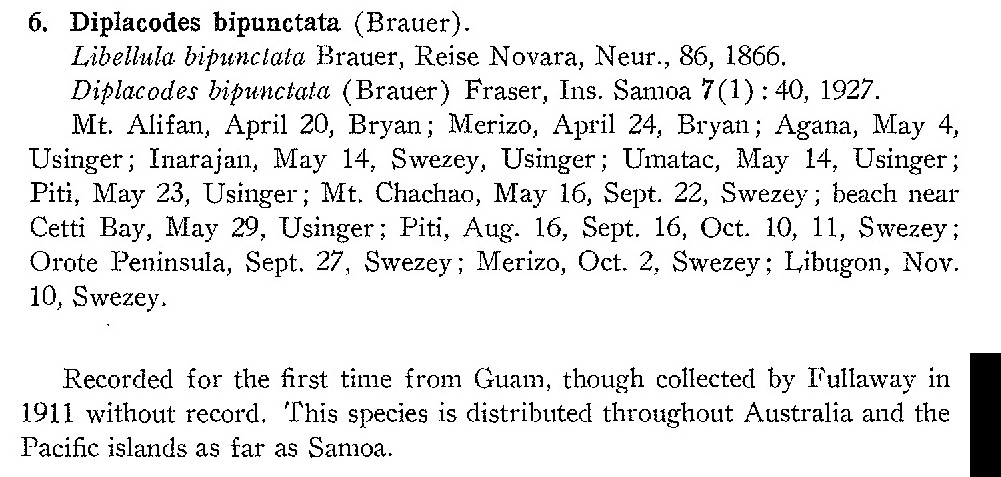 6. Diplacodes bipunctata (Brauer).
Libellula bipunctata Brauer, Reise Novara, Neur., 86, 1866.
Diplacodes bipunctata (Brauer) Fraser, Ins. Samoa 7(1) : 40, 1927.
Mt. Alifan, April 20, Bryan; Merizo, April 24, Bryan; Agana, May 4,
Usinger; Inarajan, May 14, Swezey, Usinger; Umatac, May 14, Usinger;
Piti, May 23, Usinger; Mt. Chachao, May 16, Sept. 22, Swezey; beach near
Cetti Bay, May 29, Usinger; Piti, Aug. 16, Sept. 16, Oct. 10, 11, Swezey;
Orote Peninsula, Sept. 27, Swezey; Merizo, Oct. 2, Swezey; Libugon, Nov.
10, Swezey.
Recorded for the first time from Guam, though collected by Fullaway in
1911 without record. This species is distributed throughout Australia and the
Pacific islands as far as Samoa.